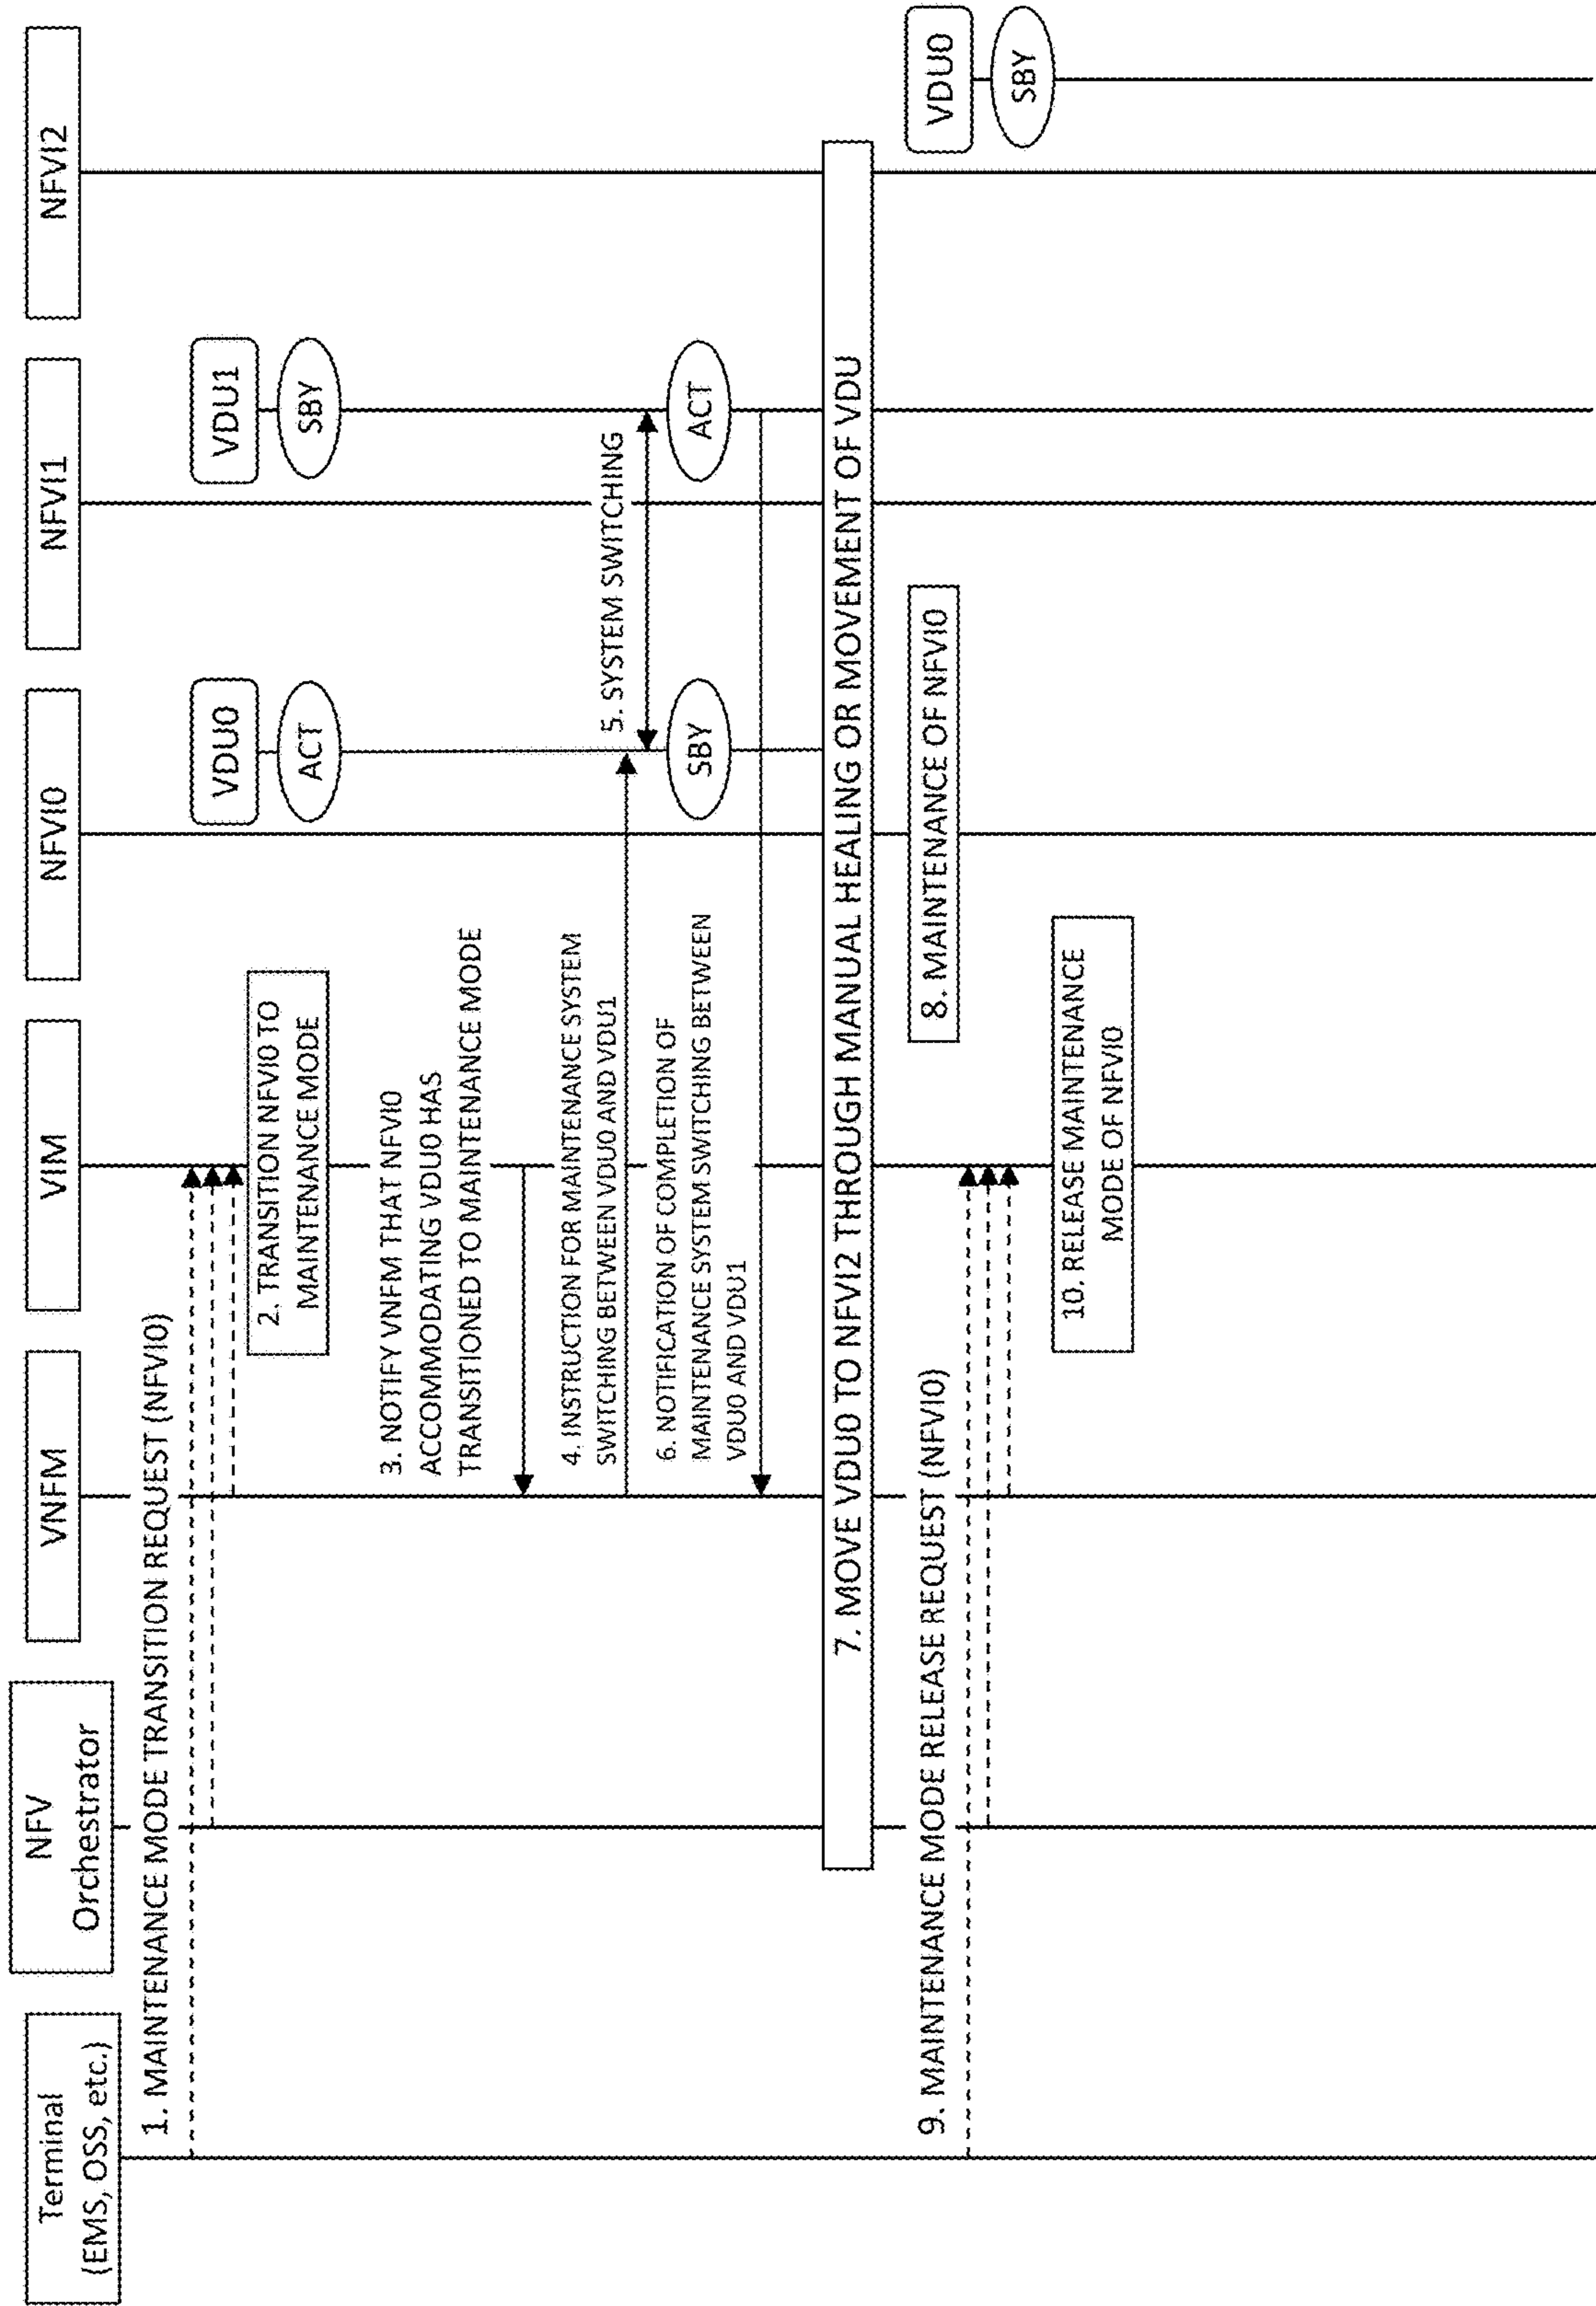 Terminal
(EMS, OSS, etc.)
NFV
Orchestrator
VNFM
VIM
NFVI0
NFVI1
NFVI2
1. MAINTENANCE MODE TRANSITION REQUEST (NFVI0)
VDU0
ACT
VDU1
SBY
2. TRANSITION NFVI0 TO
MAINTENANCE MODE
3. NOTIFY VNFM THAT NFVI0
ACCOMMODATING VDU0 HAS
TRANSITIONED TO MAINTENANCE MODE
4. INSTRUCTION FOR MAINTENANCE SYSTEM
SWITCHING BETWEEN VDU0 AND VDU1
5. SYSTEM SWITCHING
SBY
ACT
6. NOTIFICATION OF COMPLETION OF
MAINTENANCE SYSTEM SWITCHING BETWEEN
VDU0 AND VDU1
7. MOVE VDU0 TO NFVI2 THROUGH MANUAL HEALING OR MOVEMENT OF VDU
VDU0
SBY
8. MAINTENANCE OF NFVI0
9. MAINTENANCE MODE RELEASE REQUEST (NFVI0)
10. RELEASE MAINTENANCE
MODE OF NFVI0